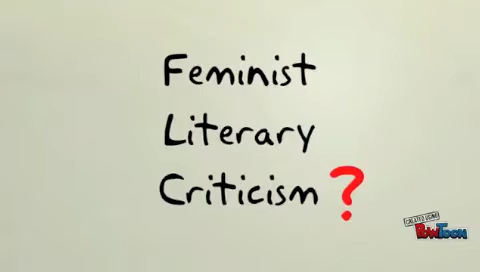 Feminist
Literary
Criticism?
CREATED USING
PowToon